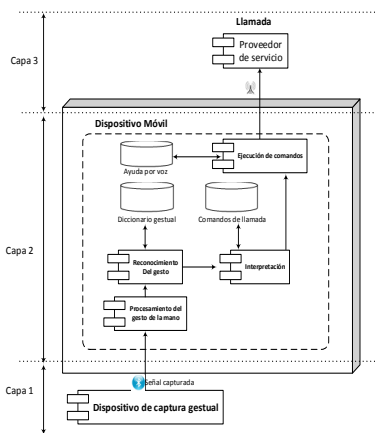 Llamada
Capa 3
Proveedor
de servicio
Dispositivo Móvil
Ejecución de comandos
Ayuda por voz
Diccionario gestual
Comandos de llamada
Capa 2
Reconocimiento
Del gesto
Interpretación
Procesamiento del
gesto de la mano
Capa 1
Señal capturada
Dispositivo de captura gestual